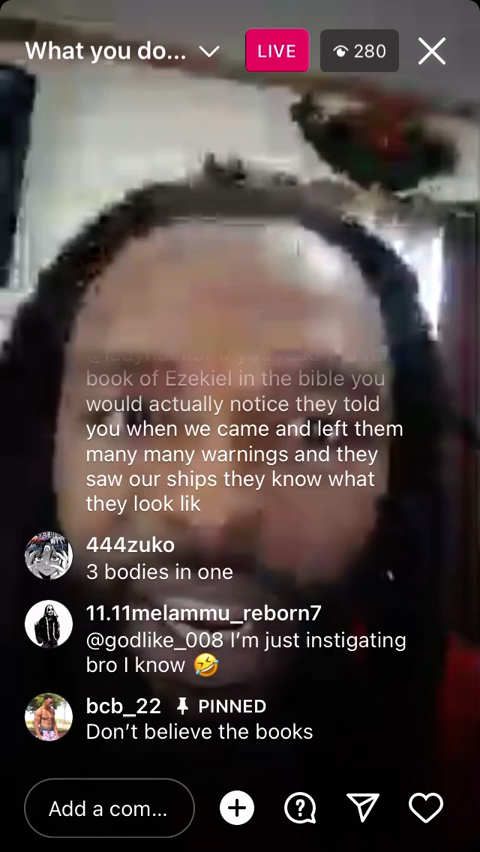 What you do...
LIVE
280
book of Ezekiel in the bible you
would actually notice they told
you when we came and left them
many many warnings and they
saw our ships they know what
they look lik
444zuko
3 bodies in one
11.11melammu_reborn7
@godlike_008 I’m just instigating
bro I know 🤣
bcb_22 PINNED
Don’t believe the books
Add a com...